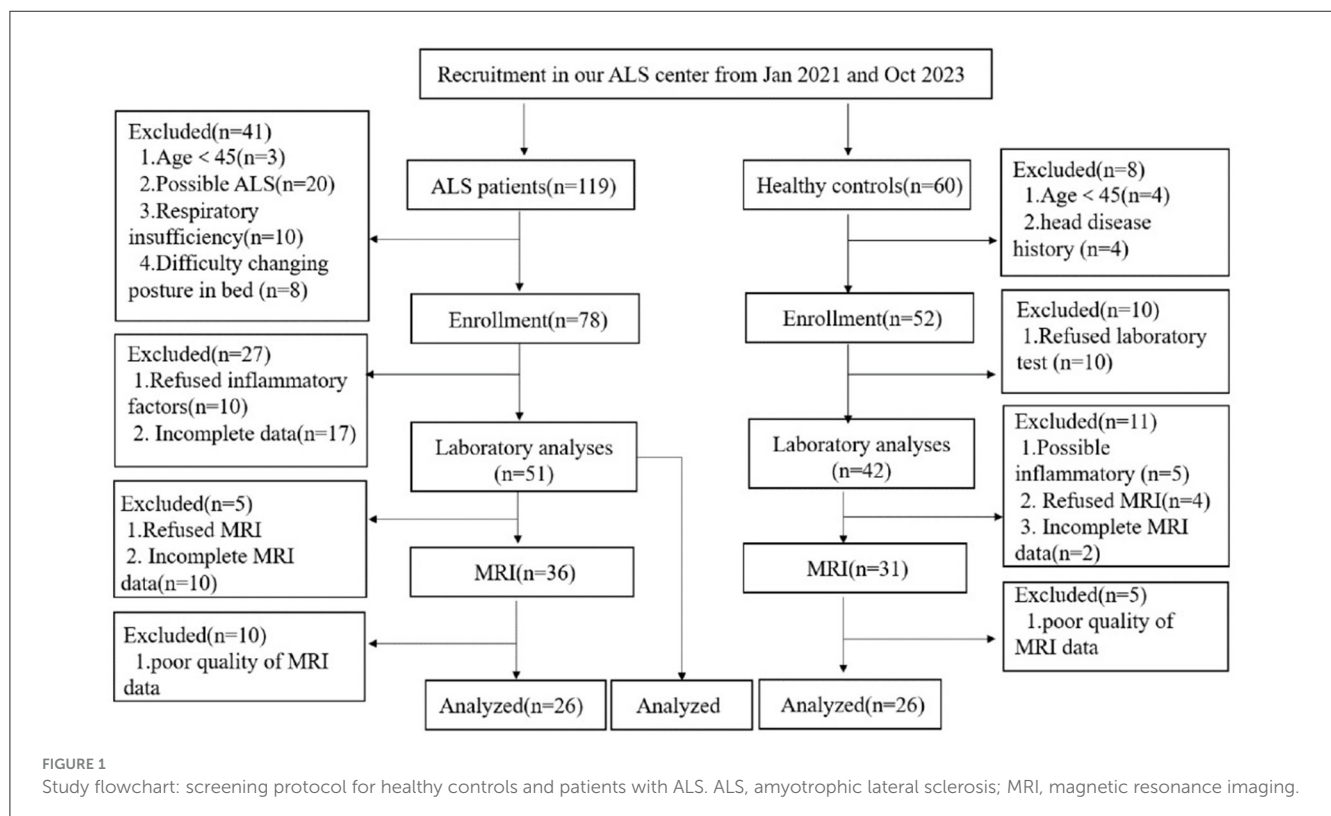 Recruitment in our ALS center from Jan 2021 and Oct 2023
Excluded(n=41)
1.Age < 45(n=3)
2.Possible ALS(n=20)
3.Respiratory
insufficiency(n=10)
4.Difficulty changing
posture in bed (n=8)
ALS patients(n=119)
Healthy controls(n=60)
Excluded(n=8)
1.Age < 45(n=4)
2.head disease
history (n=4)
Enrollment(n=78)
Enrollment(n=52)
Excluded(n=27)
1.Refused inflammatory
factors(n=10)
2. Incomplete data(n=17)
Excluded(n=10)
1.Refused laboratory
test (n=10)
Laboratory analyses
(n=51)
Laboratory analyses
(n=42)
Excluded(n=11)
1.Possible
inflammatory (n=5)
2. Refused MRI(n=4)
3. Incomplete MRI
data(n=2)
Excluded(n=5)
1.Refused MRI
2. Incomplete MRI
data(n=10)
MRI(n=36)
MRI(n=31)
Excluded(n=10)
1.poor quality of MRI
data
Excluded(n=5)
1.poor quality of
MRI data
Analyzed(n=26)
Analyzed
Analyzed(n=26)
FIGURE 1
Study flowchart: screening protocol for healthy controls and patients with ALS. ALS, amyotrophic lateral sclerosis; MRI, magnetic resonance imaging.